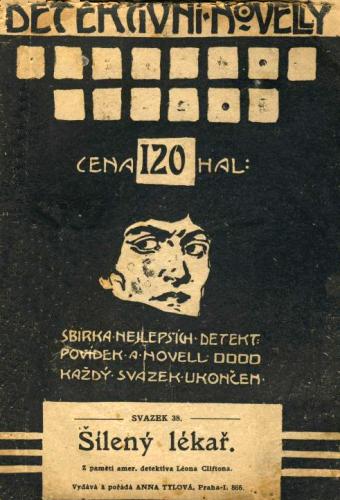 DETEKTIVNÍ · NOVELLY
CENA 120 HAL:
SBÍRKA · NEJLEPŠÍCH · DETEKT:
POVÍDEK · A · NOVELL
KAŽDÝ · SVAZEK · UKONČEN ·
SVAZEK 38.
Šílený lékař.
Z pamětí amer. detektiva Léona Cliftona.
Vydává a pořádá ANNA TYLOVÁ, Praha-I. 866.